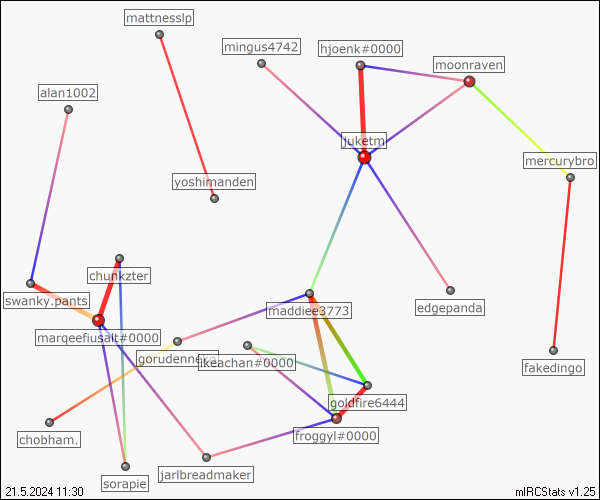 mattnesslp
mingus4742
hjoenk#0000
moonraven
alan1002
juketm
mercurybro
yoshimanden
chunkzter
swanky.pants
maddiee3773
edgepanda
marqeefiusalt#0000
ikeachan#0000
fakedingo
goldfire6444
froggyl#0000
chobham.
jarlbreadmaker
sorapie
21.5.2024 11:30
mIRCStats v1.25